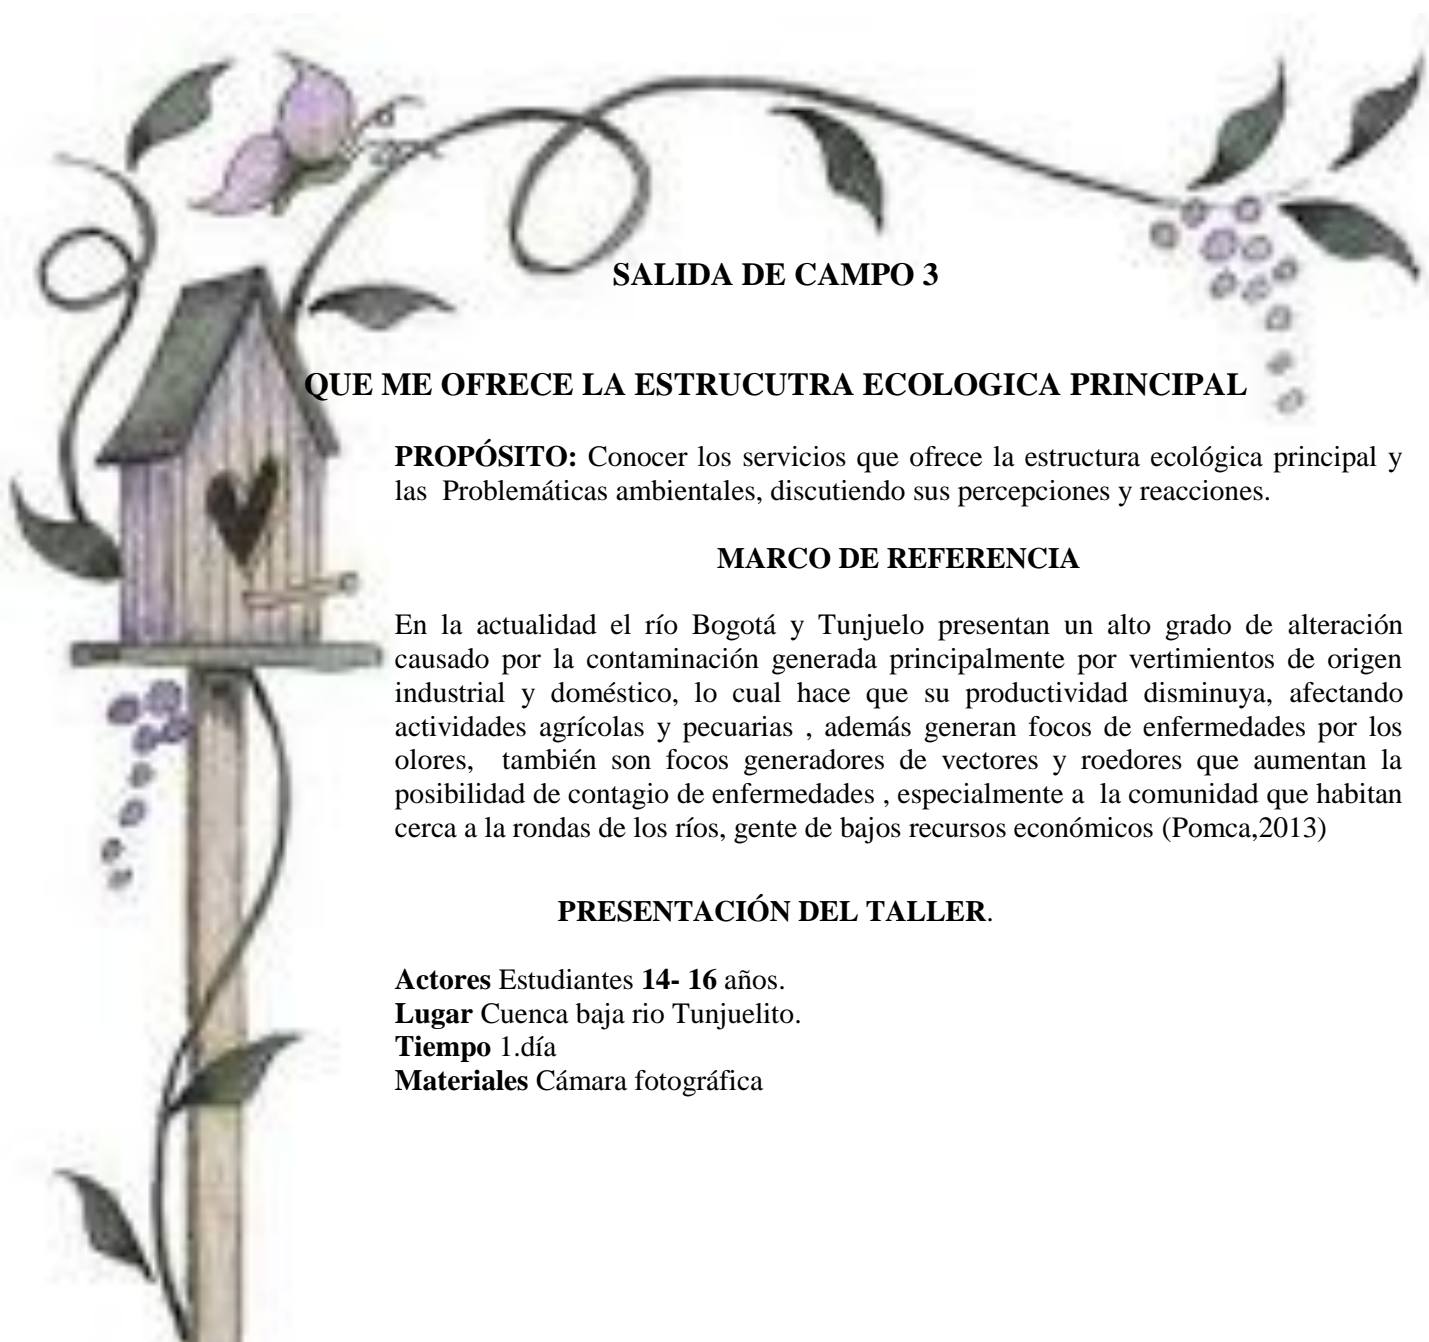 SALIDA DE CAMPO 3
QUE ME OFRECE LA ESTRUCUTRA ECOLOGICA PRINCIPAL
PROPÓSITO: Conocer los servicios que ofrece la estructura ecológica principal y
las Problemáticas ambientales, discutiendo sus percepciones y reacciones.
MARCO DE REFERENCIA
En la actualidad el río Bogotá y Tunjuelo presentan un alto grado de alteración
causado por la contaminación generada principalmente por vertimientos de origen
industrial y doméstico, lo cual hace que su productividad disminuya, afectando
actividades agrícolas y pecuarias , además generan focos de enfermedades por los
olores, también son focos generadores de vectores y roedores que aumentan la
posibilidad de contagio de enfermedades , especialmente a la comunidad que habitan
cerca a la rondas de los ríos, gente de bajos recursos económicos (Pomca,2013)
PRESENTACIÓN DEL TALLER.
Actores Estudiantes 14- 16 años.
Lugar Cuenca baja rio Tunjuelito.
Tiempo 1.día
Materiales Cámara fotográfica